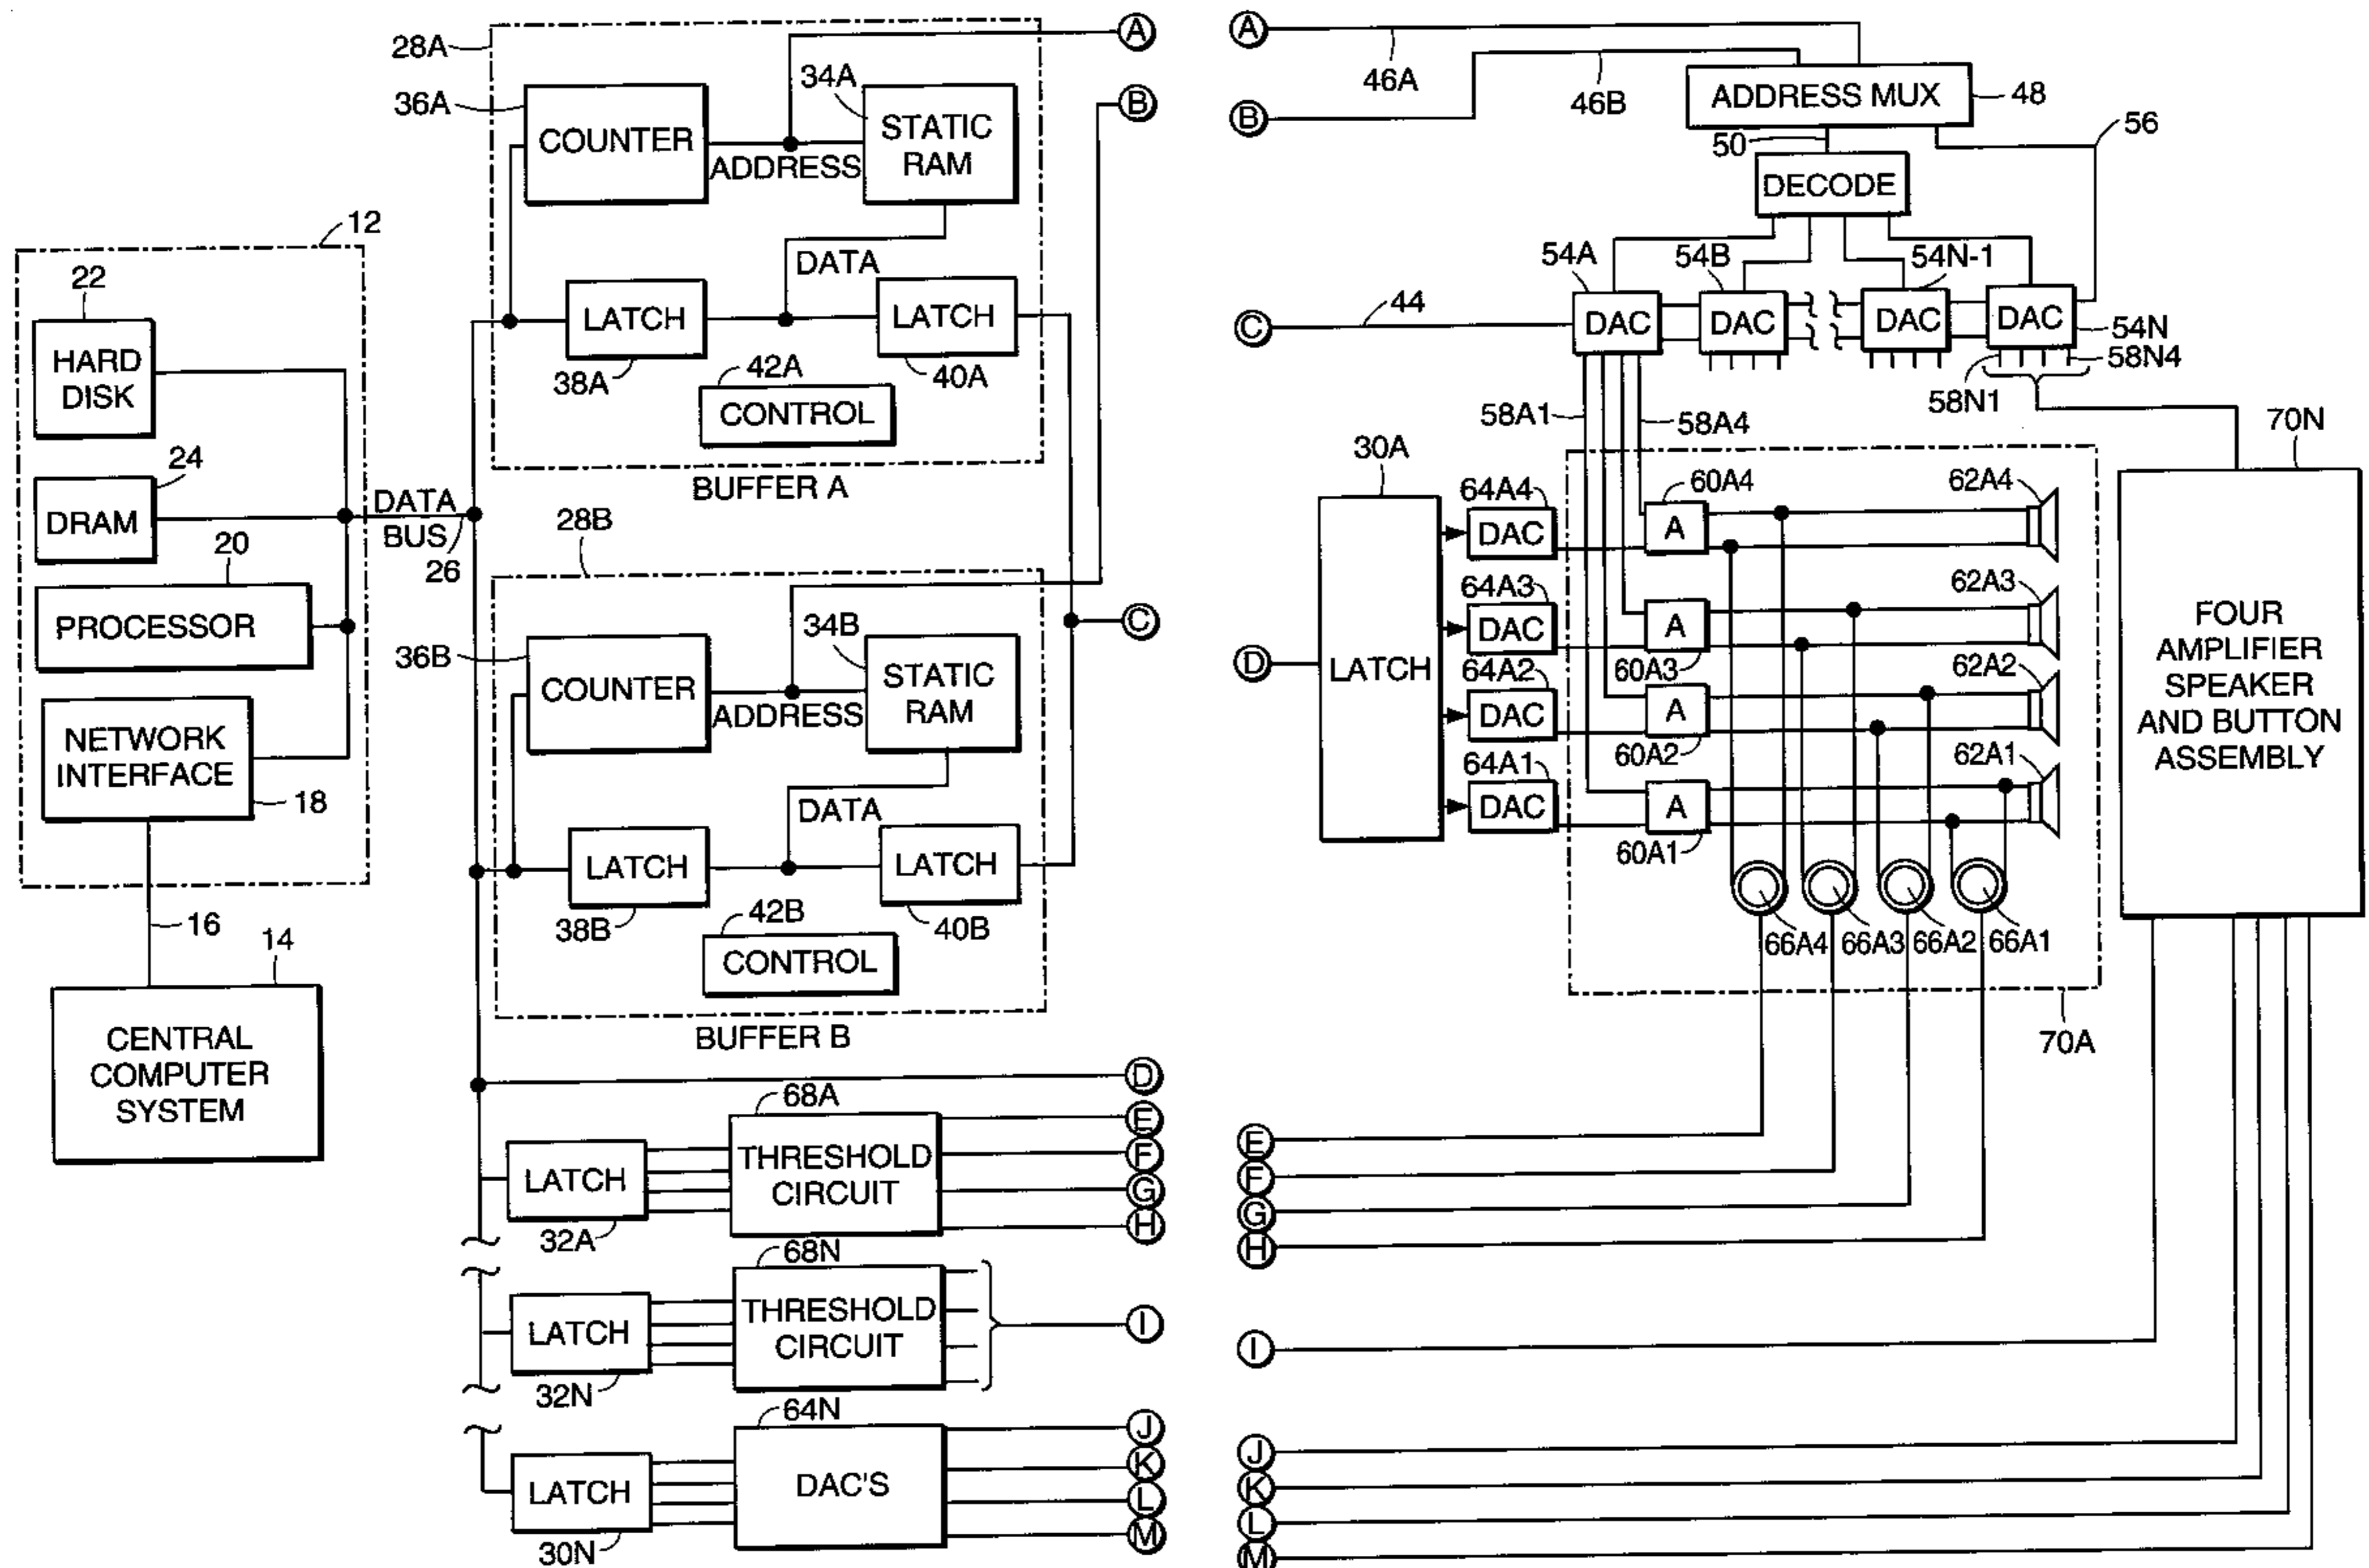 12
22
HARD
DISK
24
DRAM
20
PROCESSOR
NETWORK
INTERFACE
18
16
14
CENTRAL
COMPUTER
SYSTEM
DATA
BUS
26
28A
36A
COUNTER
34A
STATIC
RAM
ADDRESS
DATA
LATCH
38A
LATCH
40A
42A
CONTROL
BUFFER A
28B
36B
COUNTER
34B
STATIC
RAM
ADDRESS
DATA
LATCH
38B
LATCH
40B
42B
CONTROL
BUFFER B
A
B
C
D
68A
LATCH
32A
THRESHOLD
CIRCUIT
E
F
G
H
68N
LATCH
32N
THRESHOLD
CIRCUIT
I
64N
LATCH
30N
DAC'S
J
K
L
M
A
46A
B
46B
ADDRESS MUX
48
50
56
DECODE
54A
54B
54N-1
54N
C
44
DAC
DAC
DAC
DAC
58N1
58N4
58A1
58A4
70N
30A
LATCH
D
64A4
DAC
64A3
DAC
64A2
DAC
64A1
DAC
60A4
A
62A4
A
60A3
62A3
A
60A2
62A2
A
60A1
62A1
66A4
66A3
66A2
66A1
70A
FOUR
AMPLIFIER
SPEAKER
AND BUTTON
ASSEMBLY
E
F
G
H
I
J
K
L
M